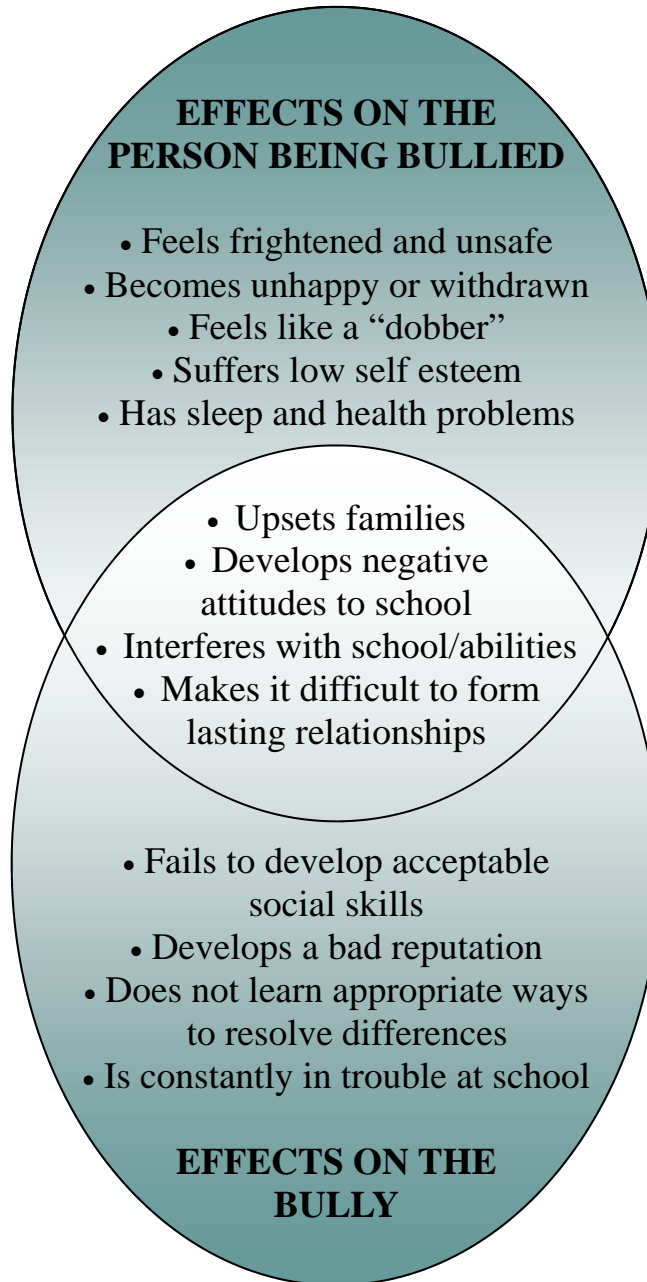 EFFECTS ON THE
PERSON BEING BULLIED
• Feels frightened and unsafe
• Becomes unhappy or withdrawn
• Feels like a “dobber”
• Suffers low self esteem
• Has sleep and health problems
• Upsets families
• Develops negative
attitudes to school
• Interferes with school/abilities
• Makes it difficult to form
lasting relationships
• Fails to develop acceptable
social skills
• Develops a bad reputation
• Does not learn appropriate ways
to resolve differences
• Is constantly in trouble at school
EFFECTS ON THE
BULLY